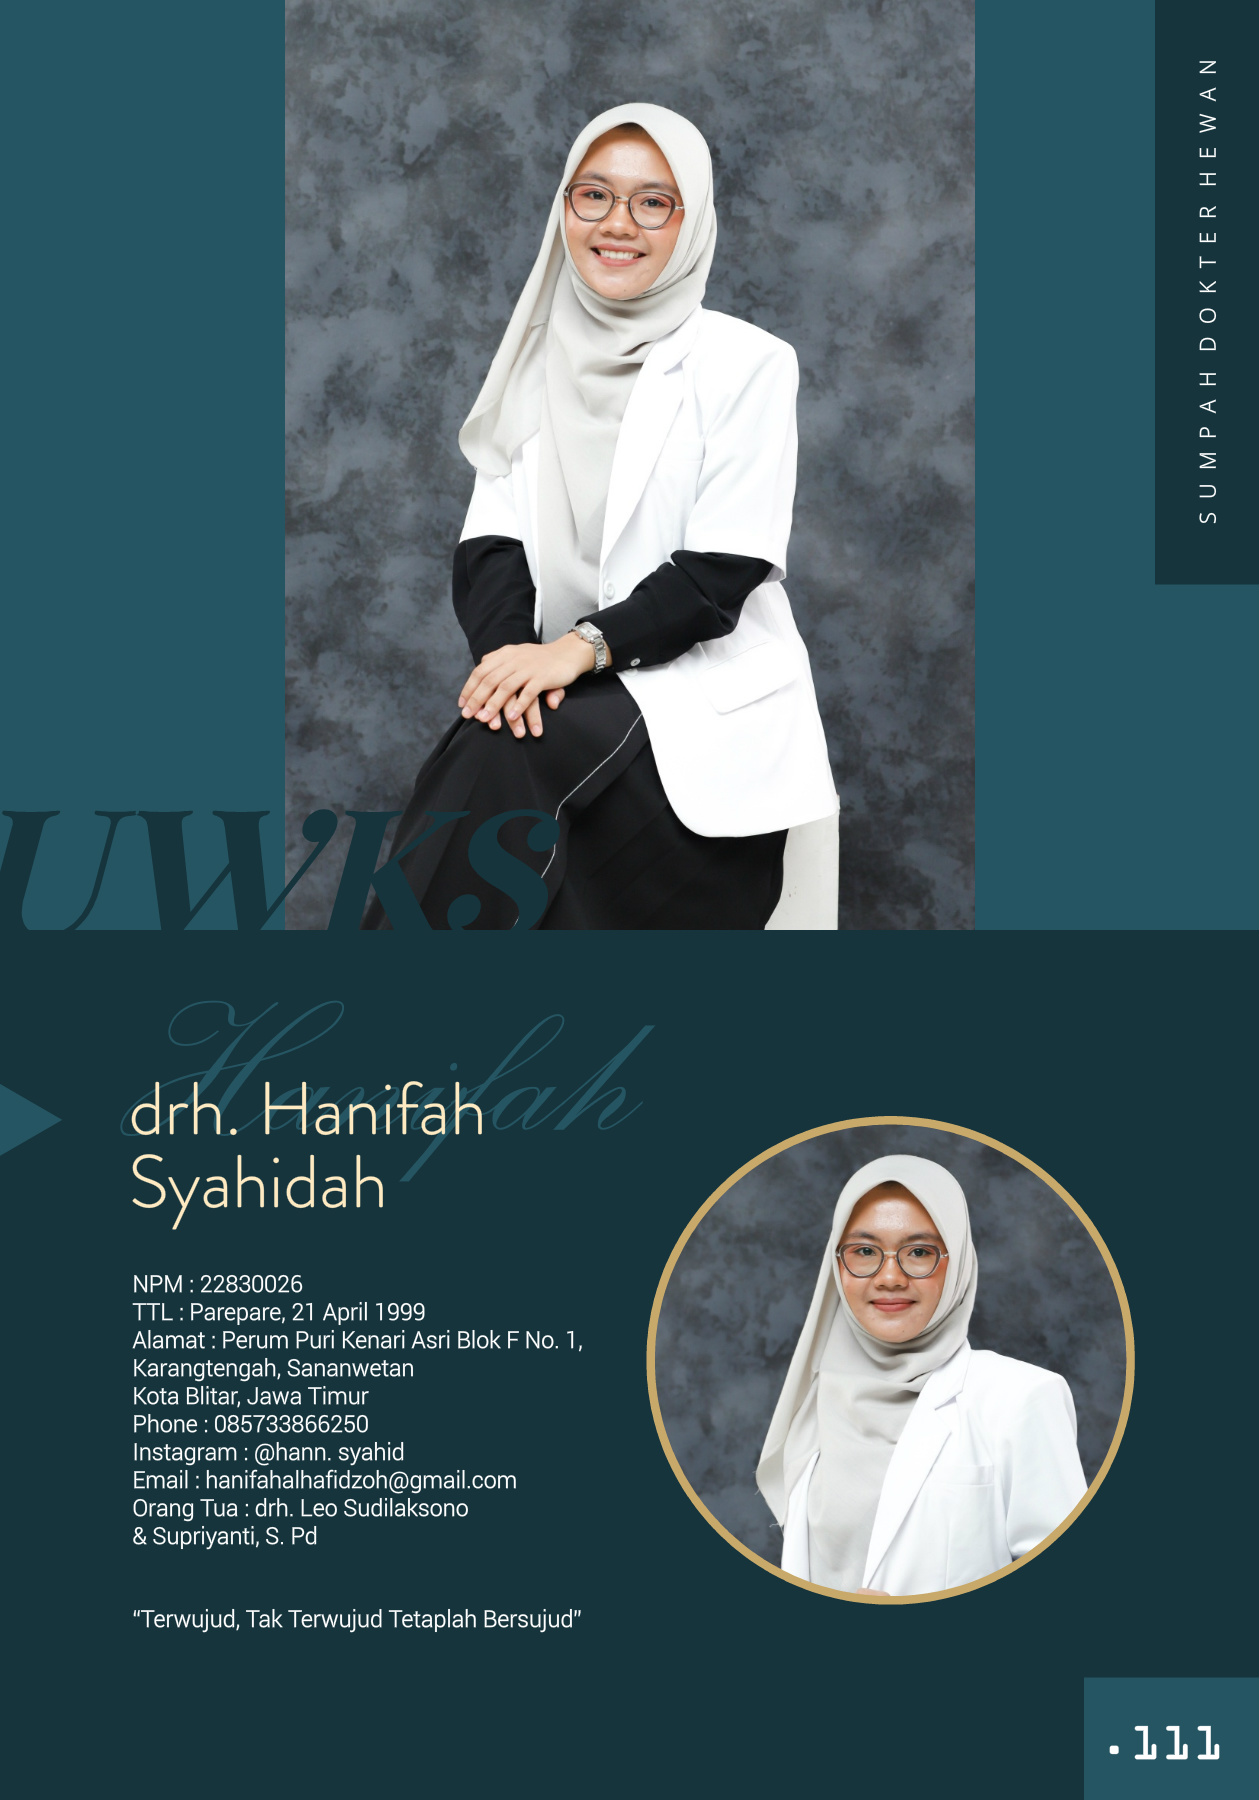 SUMPAH DOKTER HEWAN
UWKS
Hanifah
drh. Hanifah
Syahidah
NPM : 22830026
TTL : Parepare, 21 April 1999
Alamat : Perum Puri Kenari Asri Blok F No. 1,
Karangtengah, Sananwetan
Kota Blitar, Jawa Timur
Phone : 085733866250
Instagram : @hann. syahid
Email : hanifahalhafidzoh@gmail.com
Orang Tua : drh. Leo Sudilaksono
& Supriyanti, S. Pd
“Terwujud, Tak Terwujud Tetaplah Bersujud”
.111